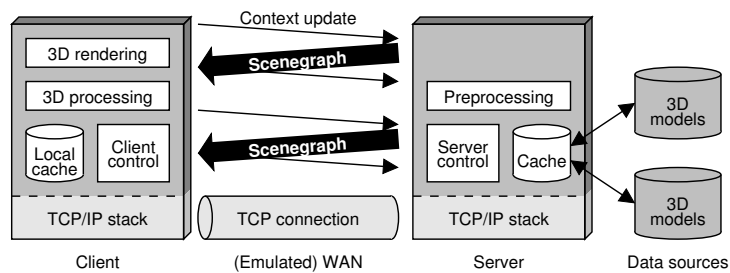 Context update
3D rendering
Scenegraph
3D processing
Preprocessing
3D
models
Local
cache
Client
control
Scenegraph
Server
control
Cache
TCP/IP stack
TCP connection
TCP/IP stack
3D
models
Client
(Emulated) WAN
Server
Data sources